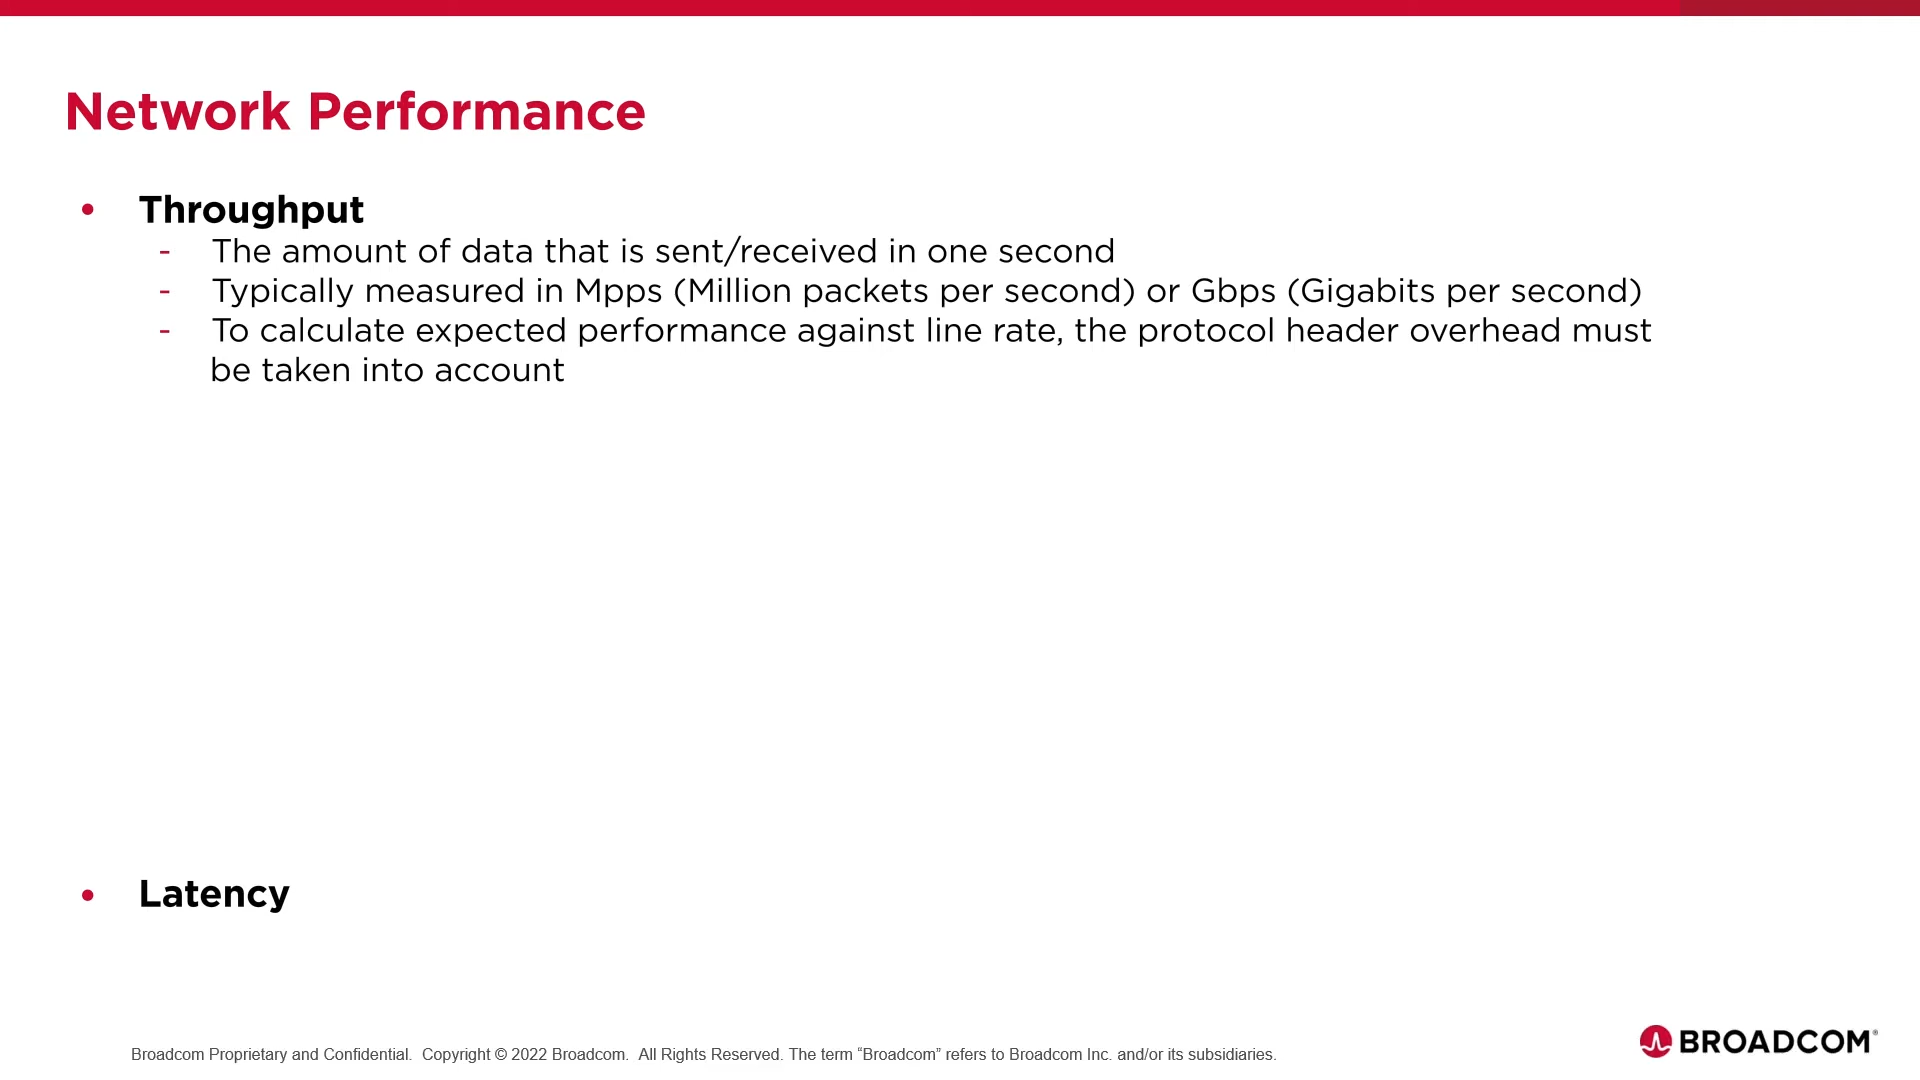 Network Performance
• Throughput
- The amount of data that is sent/received in one second
- Typically measured in Mpps (Million packets per second) or Gbps (Gigabits per second)
- To calculate expected performance against line rate, the protocol header overhead must
be taken into account
• Latency
Broadcom Proprietary and Confidential. Copyright © 2022 Broadcom. All Rights Reserved. The term “Broadcom” refers to Broadcom Inc. and/or its subsidiaries.
BROADCOM®